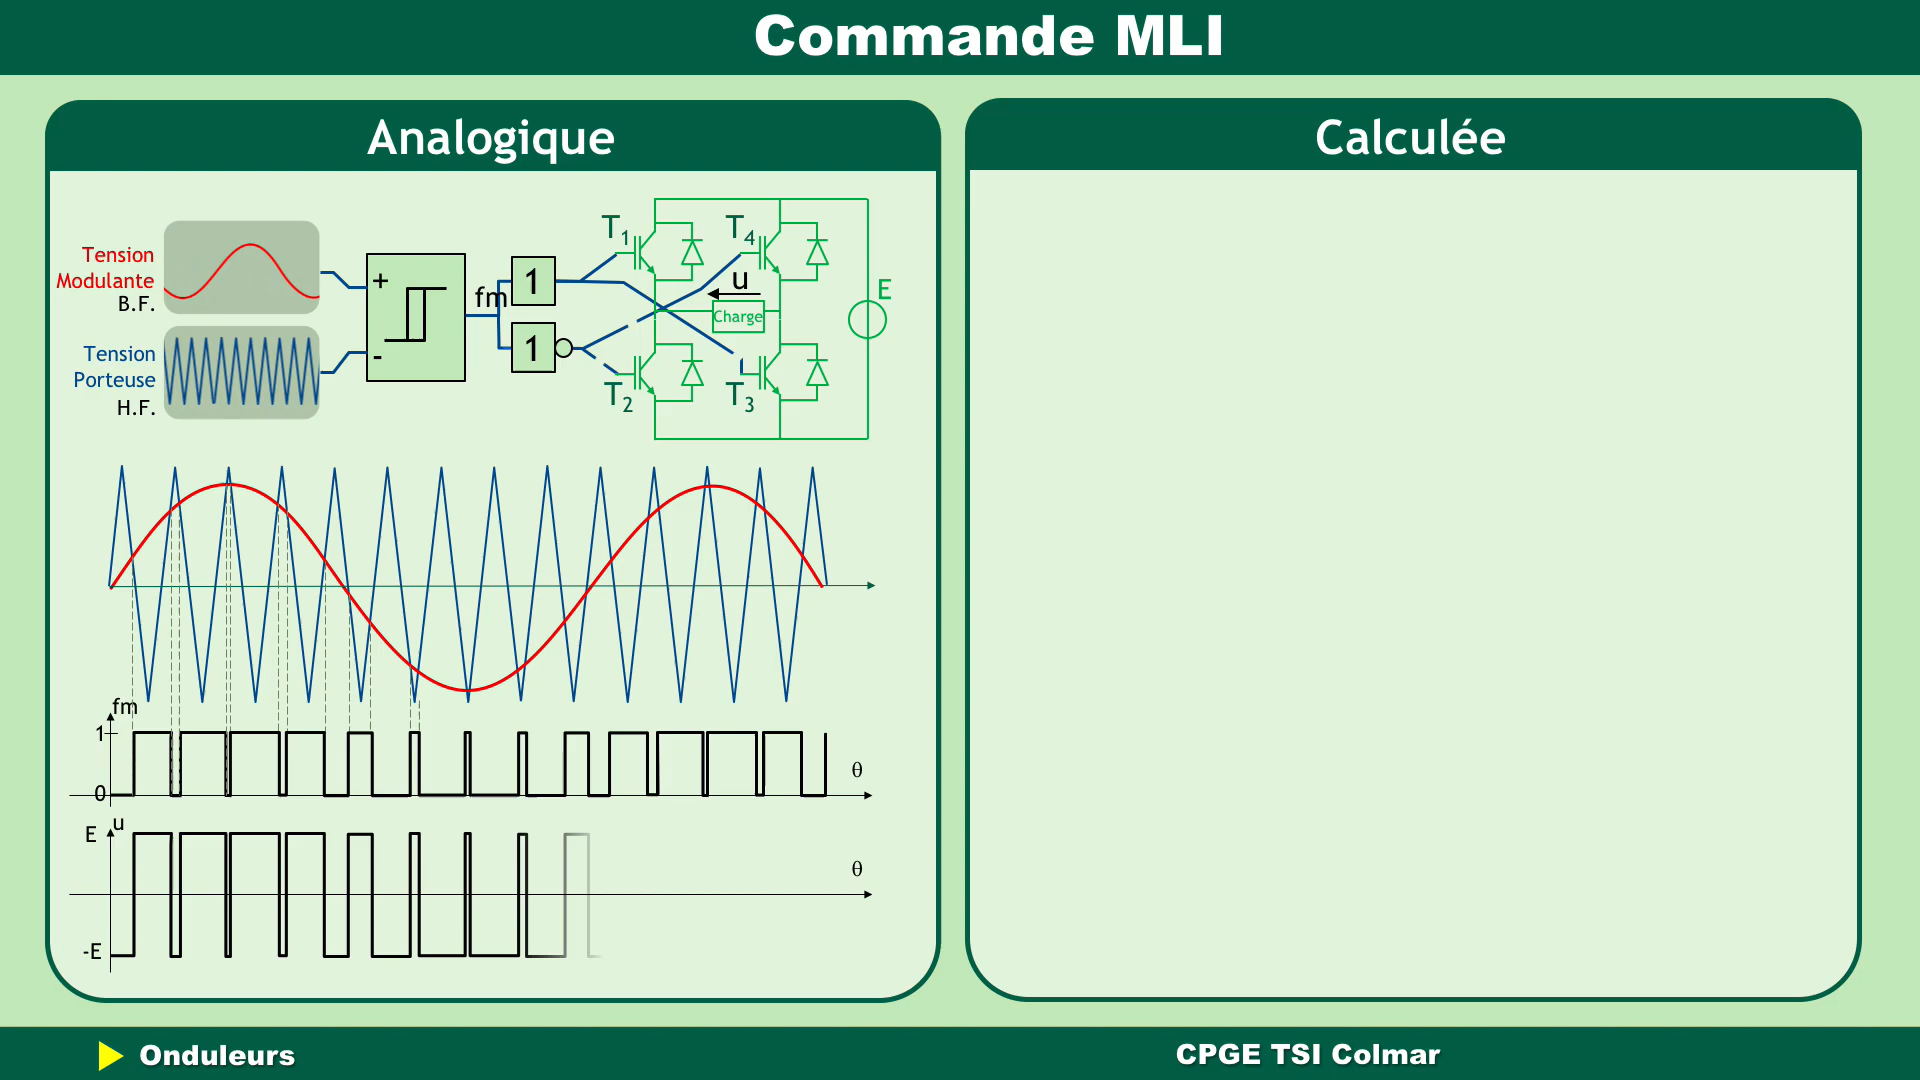 Commande MLI
Analogique
Calculée
Tension
Modulante
B.F.
Tension
Porteuse
H.F.
+
-
fm
1
1
T1
T4
u
Charge
E
T2
T3
fm
1
0
θ
u
E
θ
-E
Onduleurs
CPGE TSI Colmar